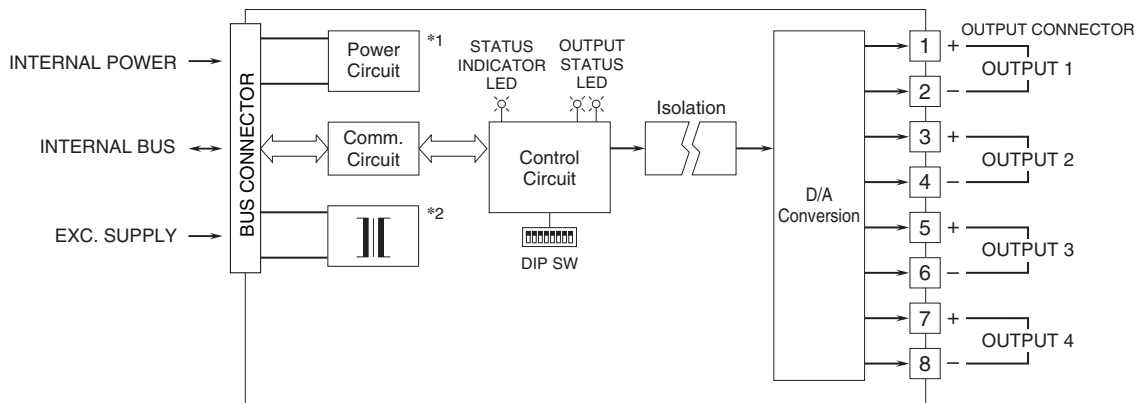 INTERNAL POWER
INTERNAL BUS
EXC. SUPPLY
BUS CONNECTOR
Power
Circuit
*1
Comm.
Circuit
*2
STATUS
INDICATOR
LED
OUTPUT
STATUS
LED
Control
Circuit
DIP SW
Isolation
D/A
Conversion
OUTPUT CONNECTOR
1 +
OUTPUT 1
2 −
3 +
OUTPUT 2
4 −
5 +
OUTPUT 3
6 −
7 +
OUTPUT 4
8 −